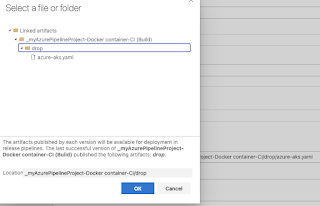 Select a file or folder
Linked artifacts
_myAzurePipelineProject-Docker container-CI (Build)
drop
azure-aks.yaml
The artifacts published by each version will be available for deployment in
release pipelines. The last successful version of _myAzurePipelineProject-
Docker container-CI (Build) published the following artifacts: drop.
Location: _myAzurePipelineProject-Docker container-CI/drop
OK Cancel
roject-Docker container-CI/drop/azure-aks.yaml